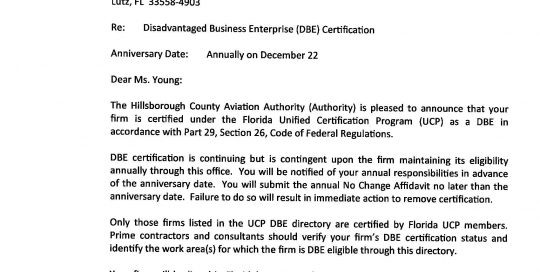 Lutz, FL 33558-4903
Re: Disadvantaged Business Enterprise (DBE) Certification
Anniversary Date: Annually on December 22
Dear Ms. Young:
The Hillsborough County Aviation Authority (Authority) is pleased to announce that your
firm is certified under the Florida Unified Certification Program (UCP) as a DBE in
accordance with Part 29, Section 26, Code of Federal Regulations.
DBE certification is continuing but is contingent upon the firm maintaining its eligibility
annually through this office. You will be notified of your annual responsibilities in advance
of the anniversary date. You will submit the annual No Change Affidavit no later than the
anniversary date. Failure to do so will result in immediate action to remove certification.
Only those firms listed in the UCP DBE directory are certified by Florida UCP members.
Prime contractors and consultants should verify your firm's DBE certification status and
identify the work area(s) for which the firm is DBE eligible through this directory.